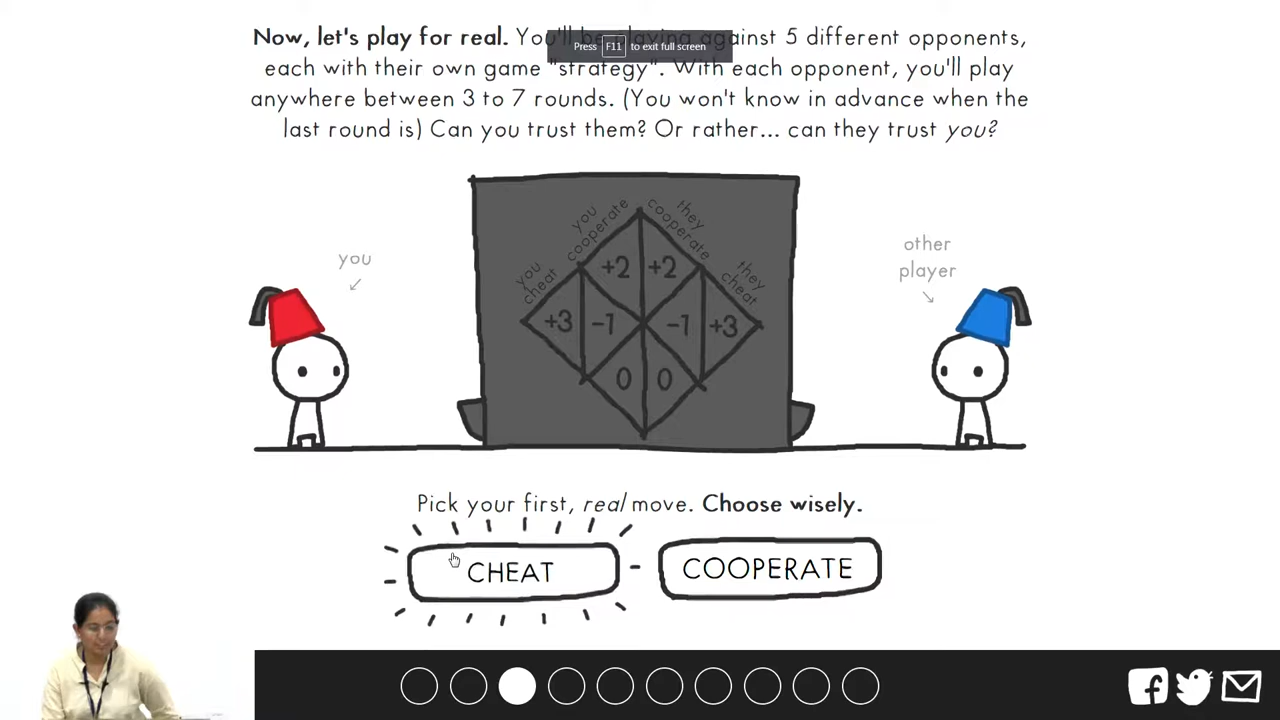 Now, let's play for real. You'll be playing against 5 different opponents,
Press F11 to exit full screen
each with their own game "strategy". With each opponent, you'll play
anywhere between 3 to 7 rounds. (You won't know in advance when the
last round is) Can you trust them? Or rather... can they trust you?
you cooperate
they cooperate
you cheat
they cheat
+2 +2
+3 -1 -1 +3
0 0
you
other
player
Pick your first, real move. Choose wisely.
CHEAT
COOPERATE